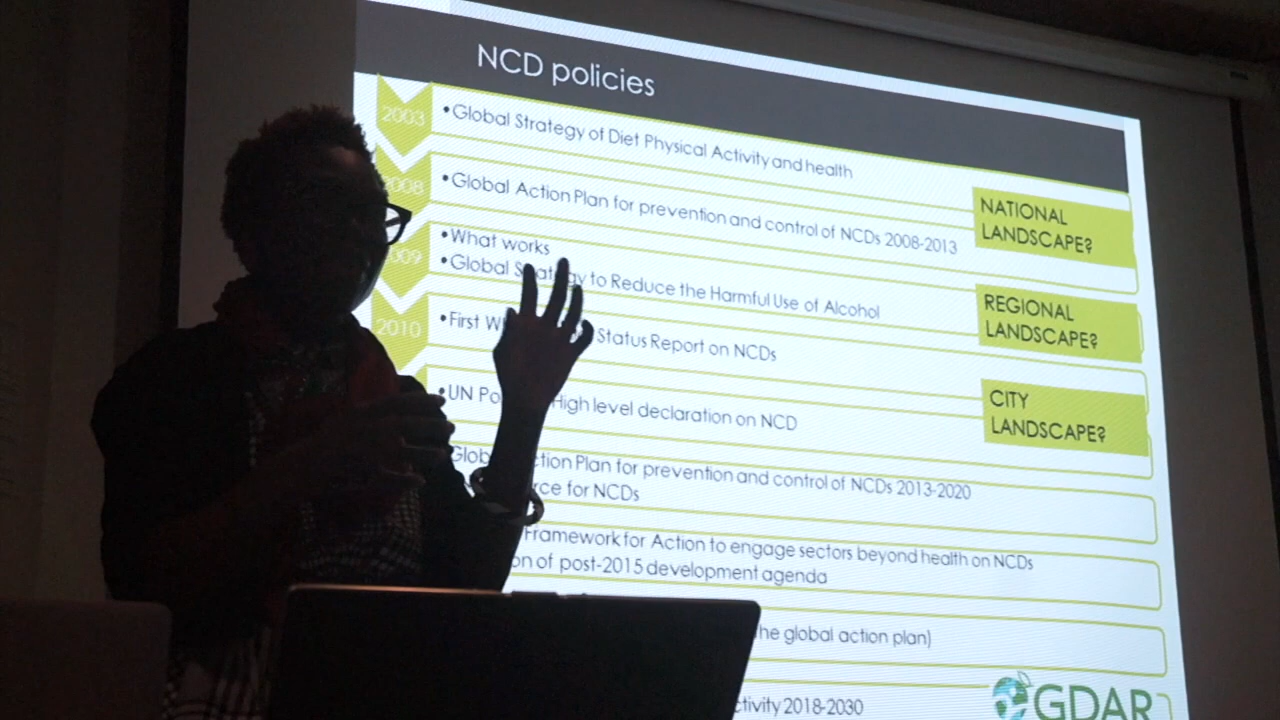 NCD policies
2003
•Global Strategy of Diet Physical Activity and health
2008
•Global Action Plan for prevention and control of NCDs 2008-2013
NATIONAL
LANDSCAPE?
2009
•What works
•Global Strategy to Reduce the Harmful Use of Alcohol
REGIONAL
LANDSCAPE?
2010
•First Status Report on NCDs
•UN High level declaration on NCD
CITY
LANDSCAPE?
Action Plan for prevention and control of NCDs 2013-2020
for NCDs
Framework for Action to engage sectors beyond health on NCDs
of post-2015 development agenda
the global action plan)
2018-2030
GDAR